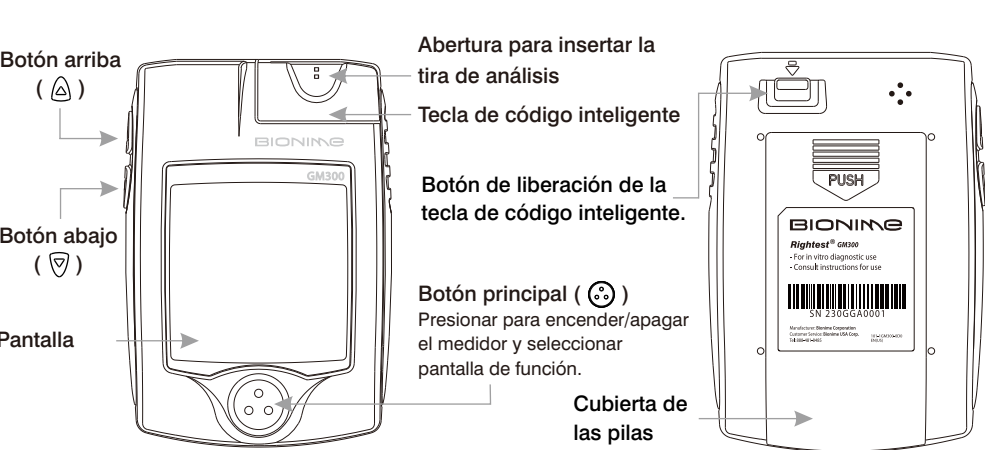 Botón arriba
( )
Botón abajo
( )
Pantalla
BIONIME
GM300
Abertura para insertar la
tira de análisis
Tecla de código inteligente
Botón de liberación de la
tecla de código inteligente.
Botón principal ( )
Presionar para encender/apagar
el medidor y seleccionar
pantalla de función.
Cubierta de
las pilas
PUSH
BIONIME
Rightest® GM300
- For in vitro diagnostic use
- Consult instructions for use
SN 230GGA0001
Manufacturer: Bionime Corporation
Customer Service: Bionime USA Corp.